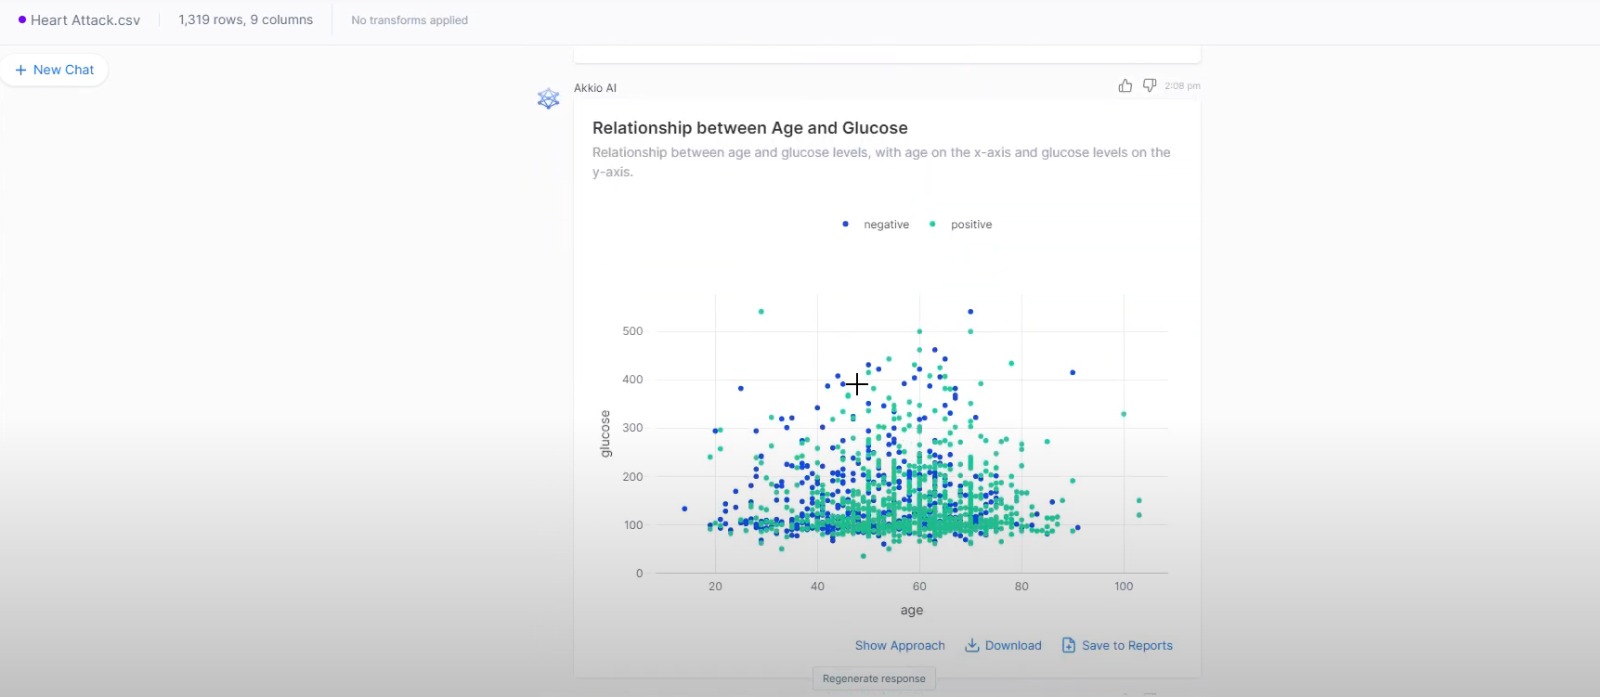 Heart Attack.csv 1,319 rows, 9 columns No transforms applied
+ New Chat
Akkio AI 2:08 pm
Relationship between Age and Glucose
Relationship between age and glucose levels, with age on the x-axis and glucose levels on the
y-axis.
negative positive
500
400
300
200
100
0
glucose
20 40 60 80 100
age
Show Approach Download Save to Reports
Regenerate response